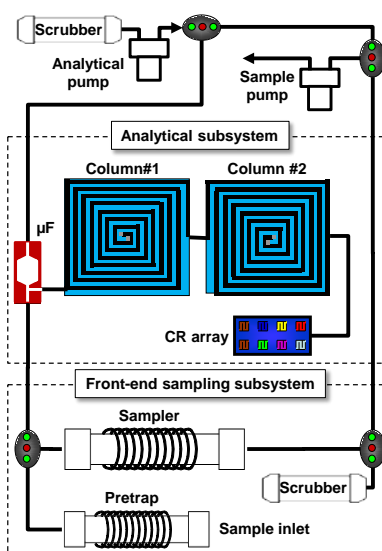 Scrubber
Analytical
pump
Sample
pump
Analytical subsystem
Column#1
Column #2
µF
CR array
Front-end sampling subsystem
Sampler
Scrubber
Pretrap
Sample inlet